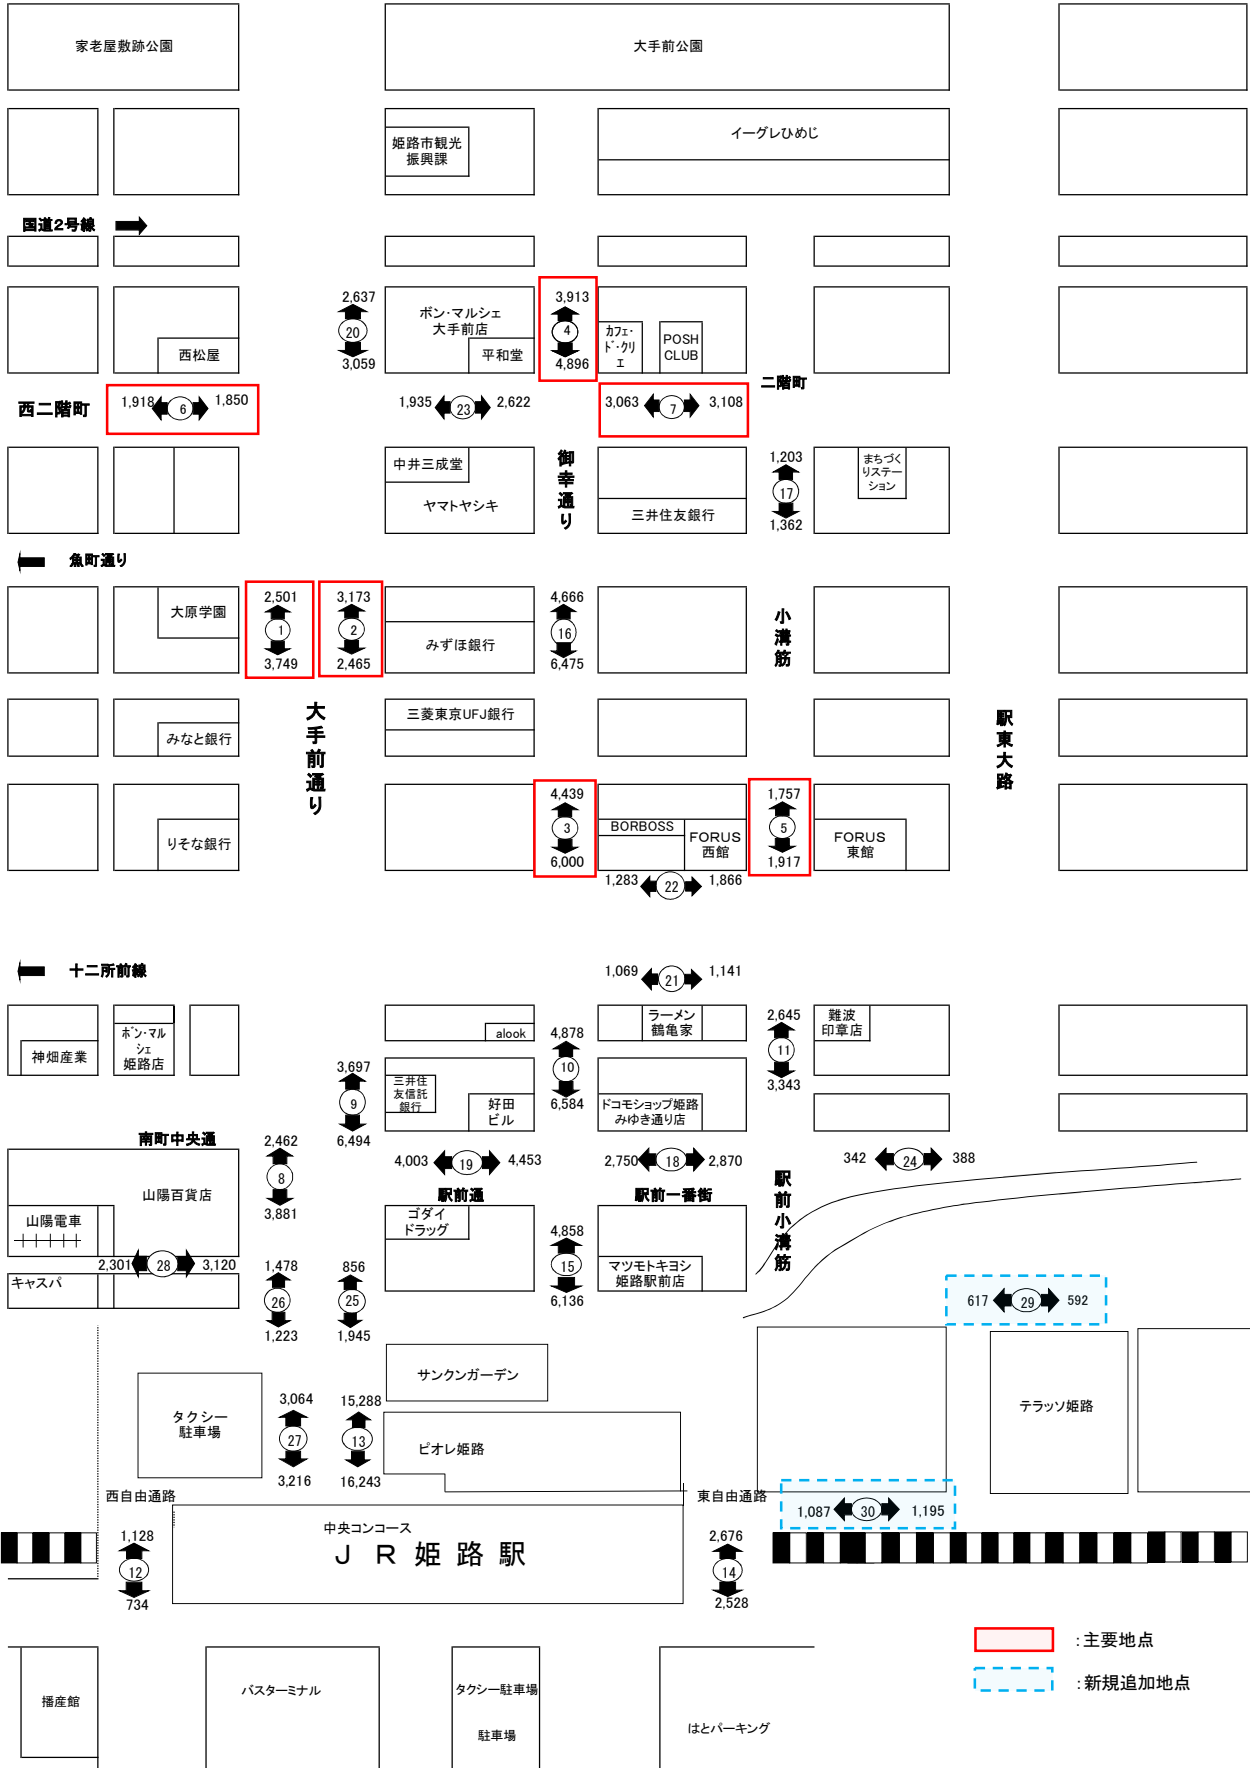 家老屋敷跡公園
大手前公園
姫路市観光
振興課
イーグレひめじ
国道2号線
2,637
20
3,059
ボン・マルシェ
大手前店
平和堂
3,913
4
4,896
カフェ・
ド・クリ
エ
POSH
CLUB
西松屋
二階町
西二階町
1,918
6
1,850
1,935
23
2,622
3,063
7
3,108
中井三成堂
ヤマトヤシキ
御幸通り
三井住友銀行
1,203
17
1,362
まちづく
りステー
ション
魚町通り
大原学園
2,501
1
3,749
3,173
2
2,465
みずほ銀行
4,666
16
6,475
小溝筋
大手前通り
三菱東京UFJ銀行
みなと銀行
駅東大路
りそな銀行
4,439
3
6,000
BORBOSS
FORUS
西館
1,757
5
1,917
FORUS
東館
1,283
22
1,866
十二所前線
1,069
21
1,141
神畑産業
ボン・マル
シェ
姫路店
alook
4,878
10
6,584
ラーメン
鶴亀家
2,645
11
3,343
難波
印章店
3,697
9
6,494
三井住
友信託
銀行
好田
ビル
ドコモショップ姫路
みゆき通り店
南町中央通
2,462
8
3,881
4,003
19
4,453
2,750
18
2,870
342
24
388
山陽百貨店
駅前通
駅前一番街
駅前小溝筋
山陽電車
ゴダイ
ドラッグ
4,858
15
6,136
マツモトキヨシ
姫路駅前店
2,301
28
3,120
キャスパ
1,478
26
1,223
856
25
1,945
617
29
592
サンクンガーデン
タクシー
駐車場
3,064
27
3,216
15,288
13
16,243
ピオレ姫路
テラッソ姫路
西自由通路
東自由通路
1,087
30
1,195
1,128
12
734
中央コンコース
JR姫路駅
2,676
14
2,528
:主要地点
:新規追加地点
播産館
バスターミナル
タクシー駐車場
駐車場
はとパーキング